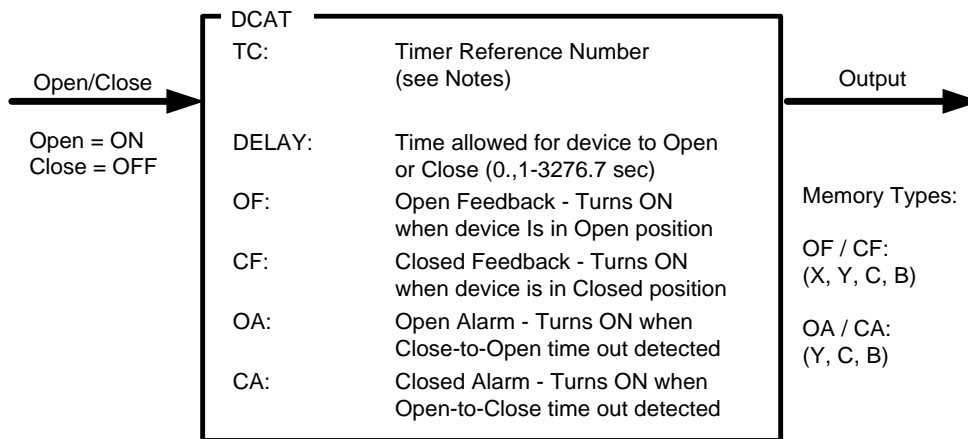 DCAT
TC: Timer Reference Number
(see Notes)
Open/Close
Output
Open = ON
Close = OFF
DELAY: Time allowed for device to Open
or Close (0.,1-3276.7 sec)
OF: Open Feedback - Turns ON
when device Is in Open position
CF: Closed Feedback - Turns ON
when device is in Closed position
OA: Open Alarm - Turns ON when
Close-to-Open time out detected
CA: Closed Alarm - Turns ON when
Open-to-Close time out detected
Memory Types:
OF / CF:
(X, Y, C, B)
OA / CA:
(Y, C, B)